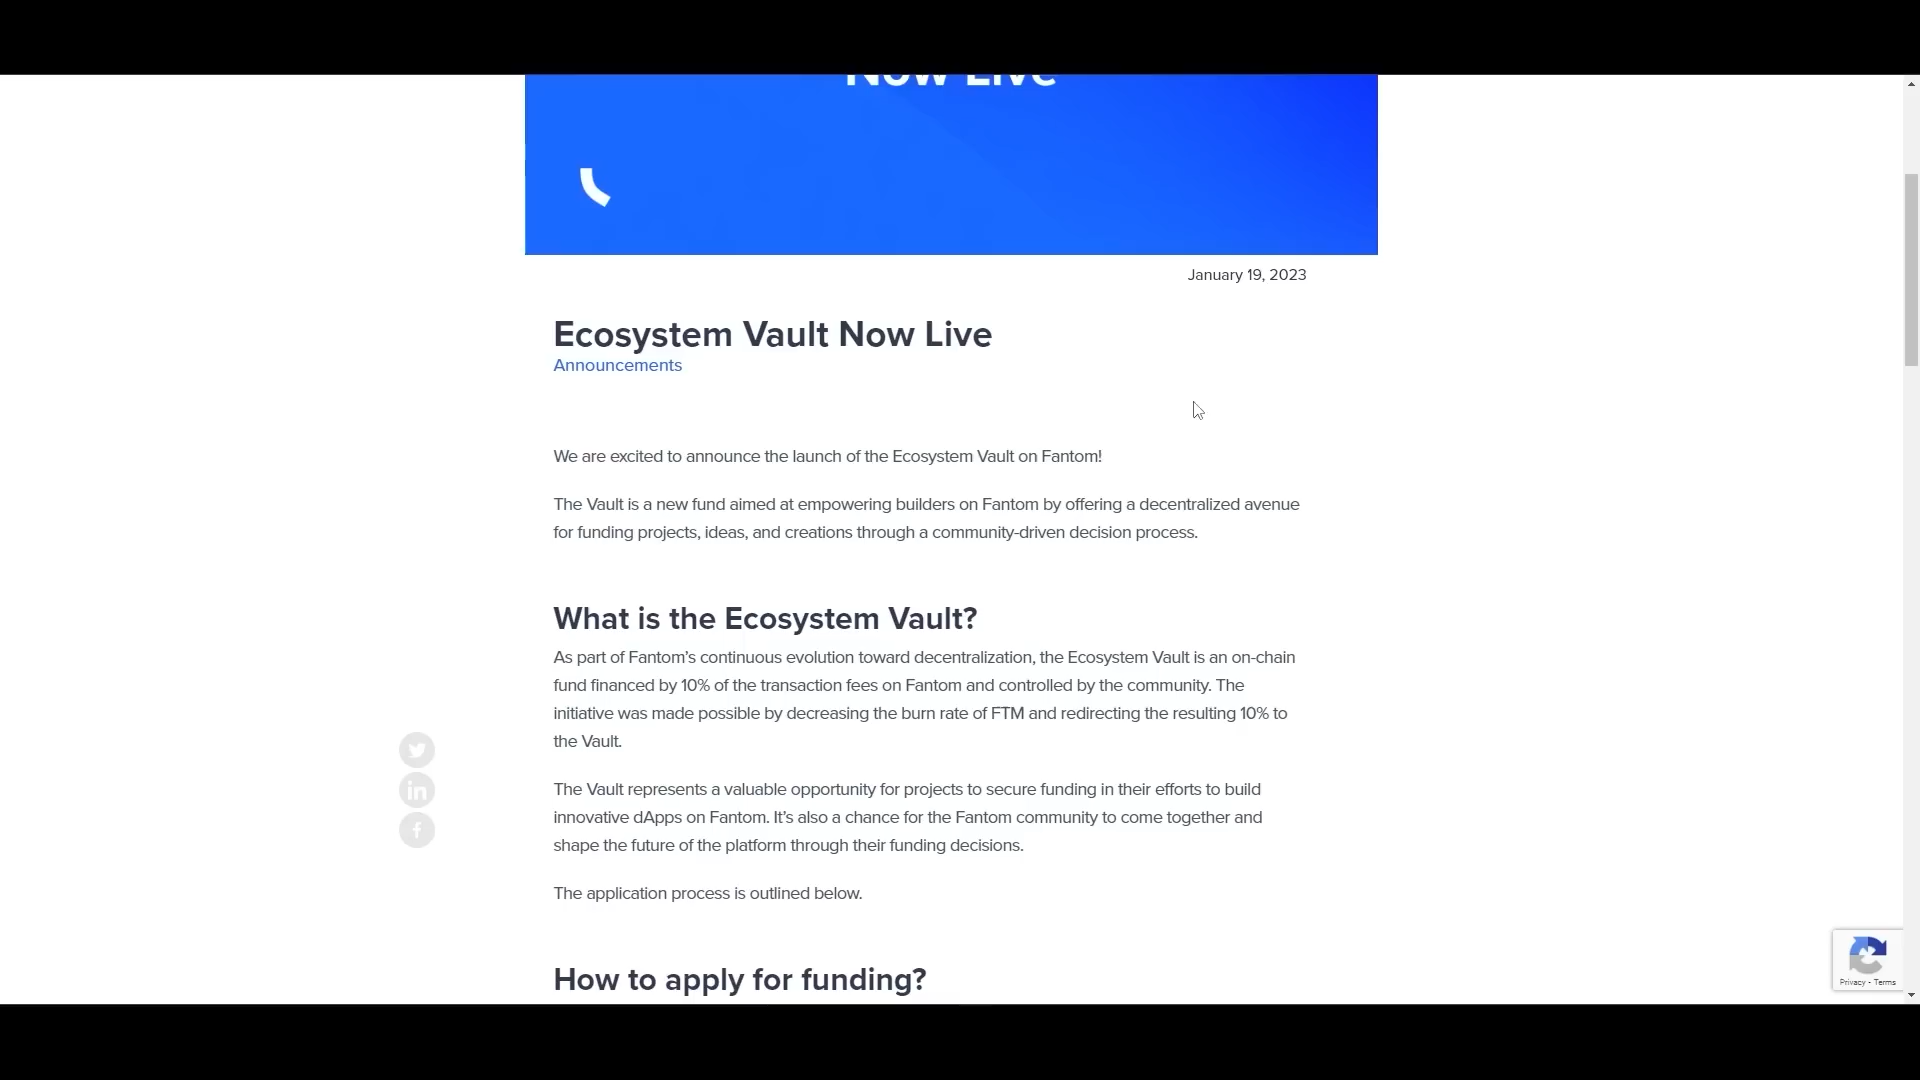 Now Live
January 19, 2023
Ecosystem Vault Now Live
Announcements
We are excited to announce the launch of the Ecosystem Vault on Fantom!
The Vault is a new fund aimed at empowering builders on Fantom by offering a decentralized avenue
for funding projects, ideas, and creations through a community-driven decision process.
What is the Ecosystem Vault?
As part of Fantom’s continuous evolution toward decentralization, the Ecosystem Vault is an on-chain
fund financed by 10% of the transaction fees on Fantom and controlled by the community. The
initiative was made possible by decreasing the burn rate of FTM and redirecting the resulting 10% to
the Vault.
The Vault represents a valuable opportunity for projects to secure funding in their efforts to build
innovative dApps on Fantom. It’s also a chance for the Fantom community to come together and
shape the future of the platform through their funding decisions.
The application process is outlined below.
How to apply for funding?
Privacy - Terms